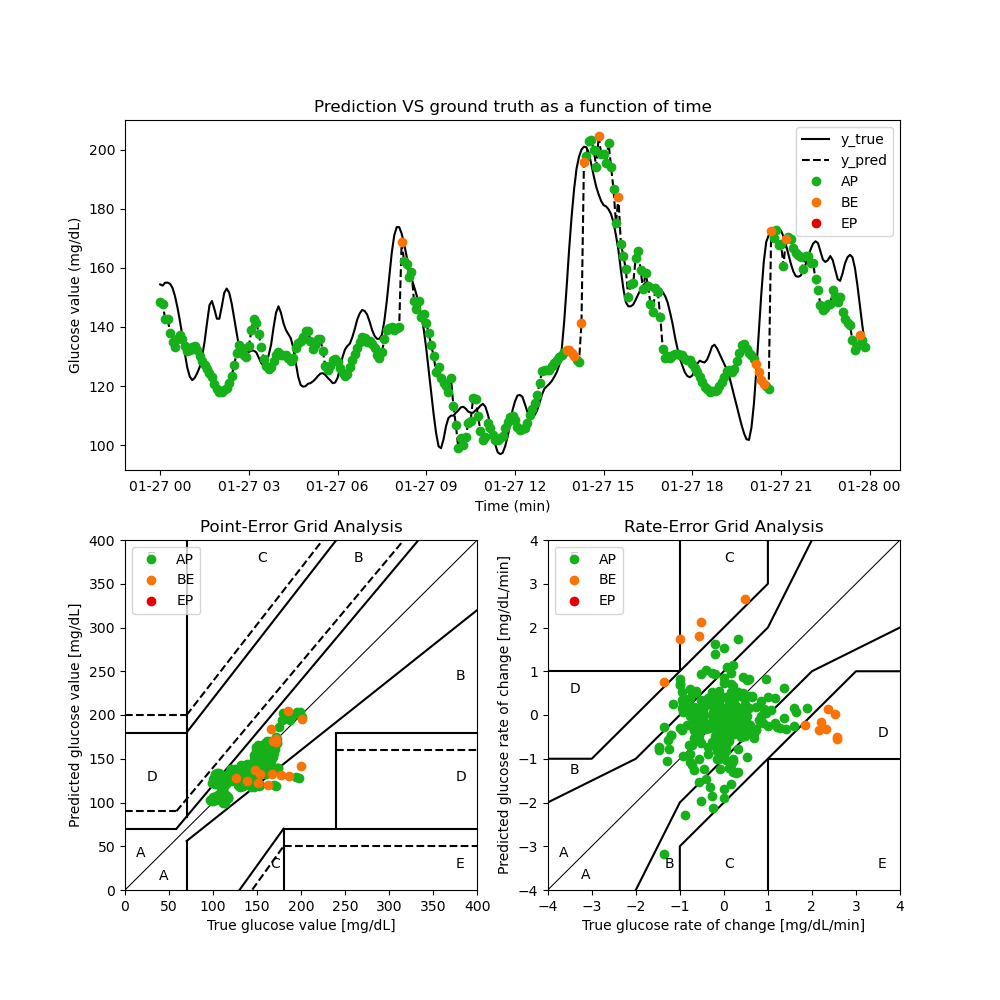 Prediction VS ground truth as a function of time
Glucose value (mg/dL)
200
180
160
140
120
100
y_true
y_pred
AP
BE
EP
01-27 00 01-27 03 01-27 06 01-27 09 01-27 12 01-27 15 01-27 18 01-27 21 01-28 00
Time (min)
Point-Error Grid Analysis
Predicted glucose value [mg/dL]
400
350
300
250
200
150
100
50
0
AP
BE
EP
C
B
B
D
D
A
A
C
E
0 50 100 150 200 250 300 350 400
True glucose value [mg/dL]
Rate-Error Grid Analysis
Predicted glucose rate of change [mg/dL/min]
4
3
2
1
0
−1
−2
−3
−4
AP
BE
EP
C
D
D
B
A
A
B
C
E
−4 −3 −2 −1 0 1 2 3 4
True glucose rate of change [mg/dL/min]